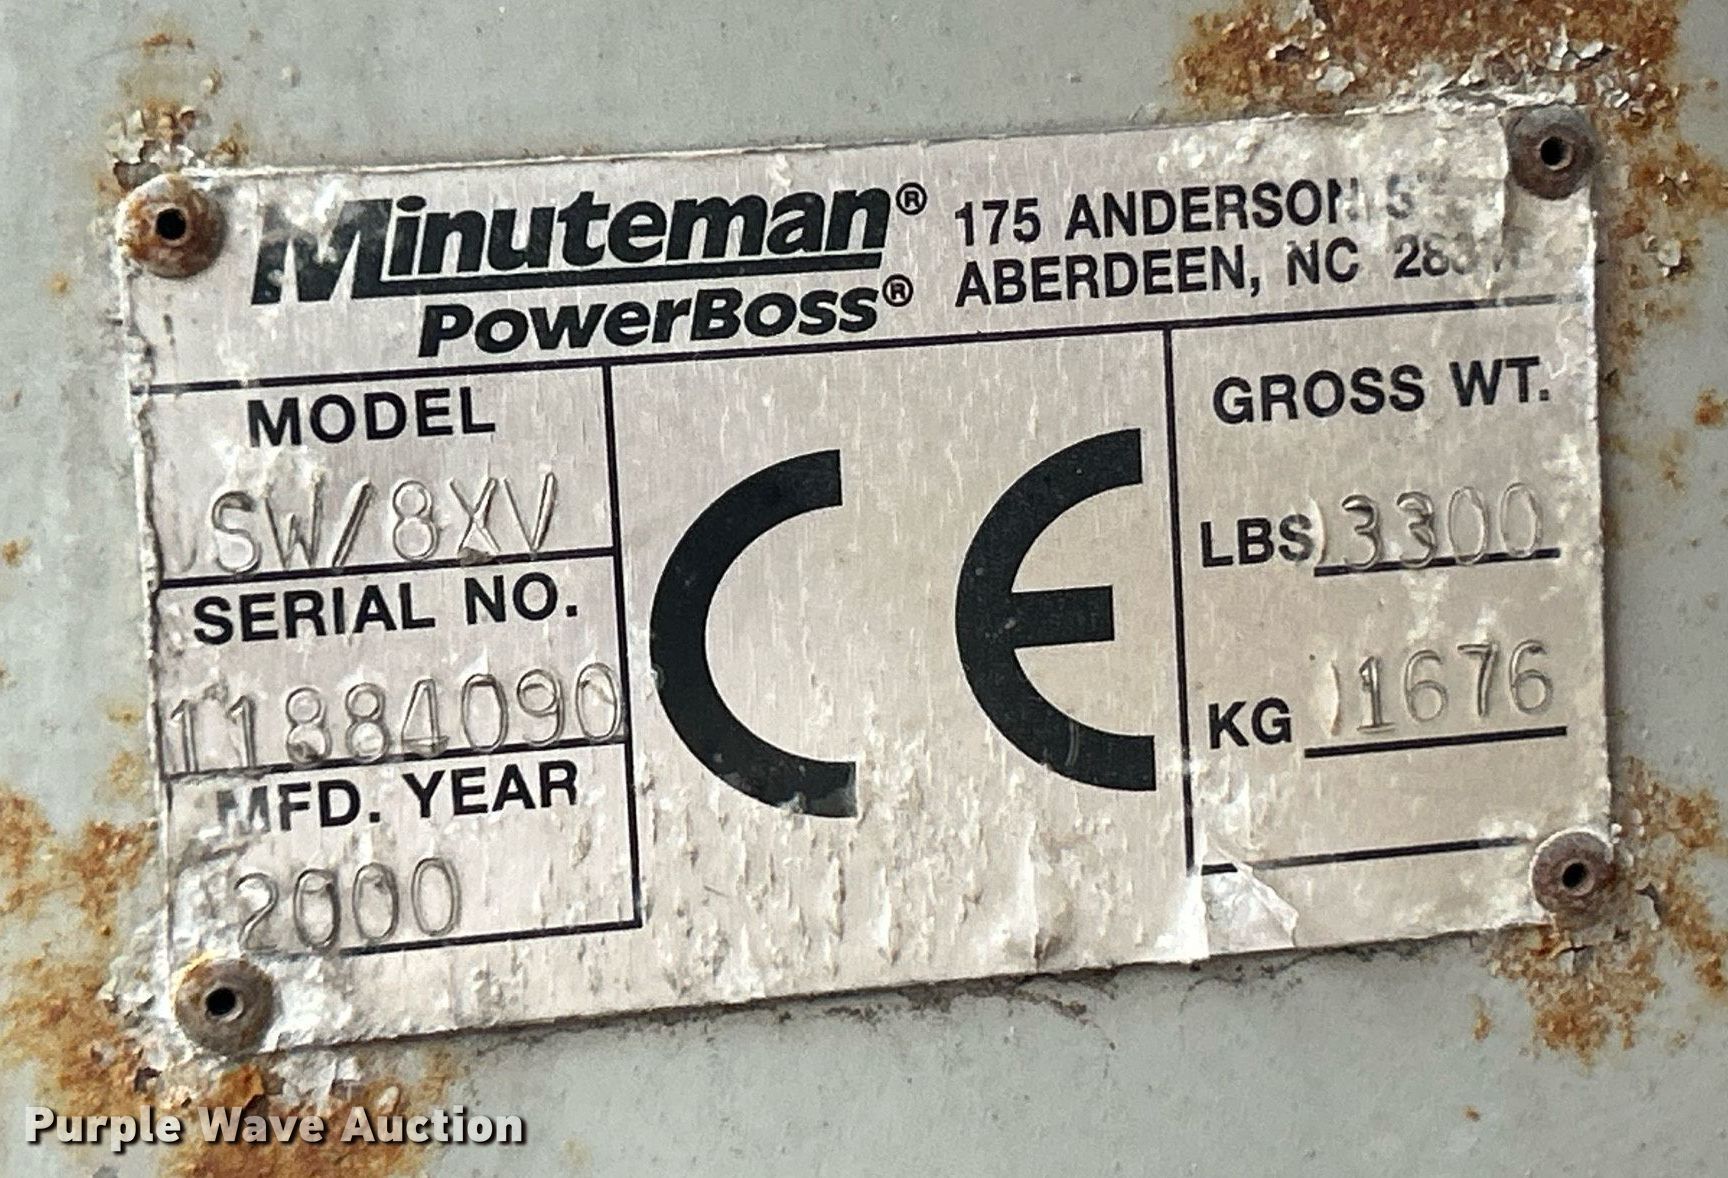 Minuteman®
PowerBoss®
175 ANDERSON
ABERDEEN, NC
MODEL
SW/8XV
SERIAL NO.
11884090
MFD. YEAR
2000
CE
GROSS WT.
LBS 3300
KG 1676
Purple Wave Auction